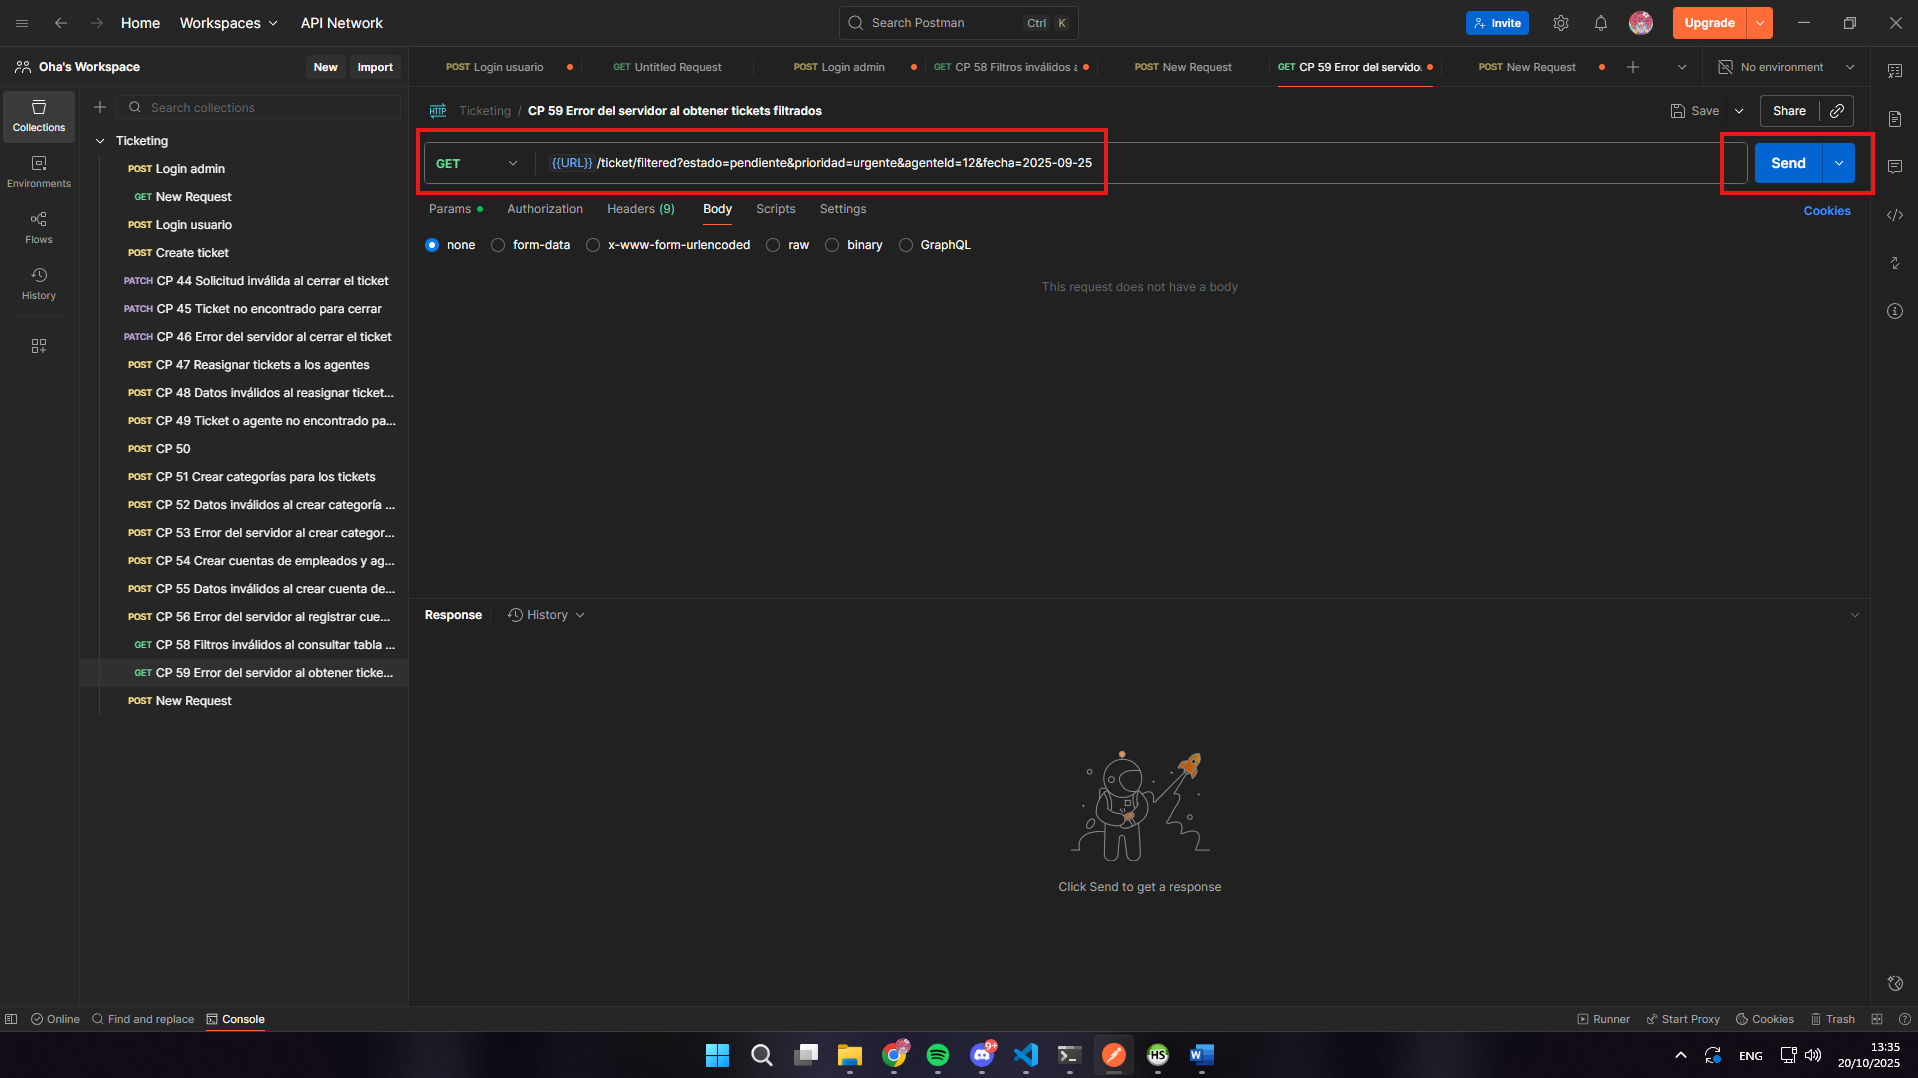 Home Workspaces API Network
Search Postman Ctrl K
Invite Upgrade
Oha's Workspace New Import
POST Login usuario GET Untitled Request POST Login admin GET CP 58 Filtros inválidos POST New Request GET CP 59 Error del servido POST New Request No environment
Collections
Environments
Flows
History
Search collections
Ticketing
POST Login admin
GET New Request
POST Login usuario
POST Create ticket
PATCH CP 44 Solicitud inválida al cerrar el ticket
PATCH CP 45 Ticket no encontrado para cerrar
PATCH CP 46 Error del servidor al cerrar el ticket
POST CP 47 Reasignar tickets a los agentes
POST CP 48 Datos inválidos al reasignar ticket...
POST CP 49 Ticket o agente no encontrado pa...
POST CP 50
POST CP 51 Crear categorías para los tickets
POST CP 52 Datos inválidos al crear categoría ...
POST CP 53 Error del servidor al crear categor...
POST CP 54 Crear cuentas de empleados y ag...
POST CP 55 Datos inválidos al crear cuenta de...
POST CP 56 Error del servidor al registrar cue...
GET CP 58 Filtros inválidos al consultar tabla ...
GET CP 59 Error del servidor al obtener ticke...
POST New Request
HTTP Ticketing / CP 59 Error del servidor al obtener tickets filtrados Save Share
GET {{URL}} /ticket/filtered?estado=pendiente&prioridad=urgente&agenteId=12&fecha=2025-09-25 Send
Params Authorization Headers (9) Body Scripts Settings Cookies
none form-data x-www-form-urlencoded raw binary GraphQL
This request does not have a body
Response History
Click Send to get a response
Online Find and replace Console Runner Start Proxy Cookies Trash
9+ HS W ENG
13:35
20/10/2025